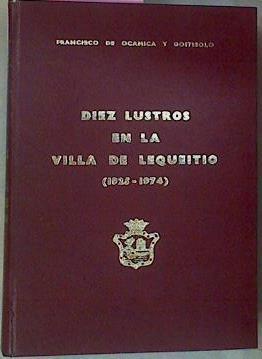 FRANCISCO DE OCAMICA Y GOITISOLO
DIEZ LUSTROS
EN LA
VILLA DE LEQUEITIO
(1925-1974)